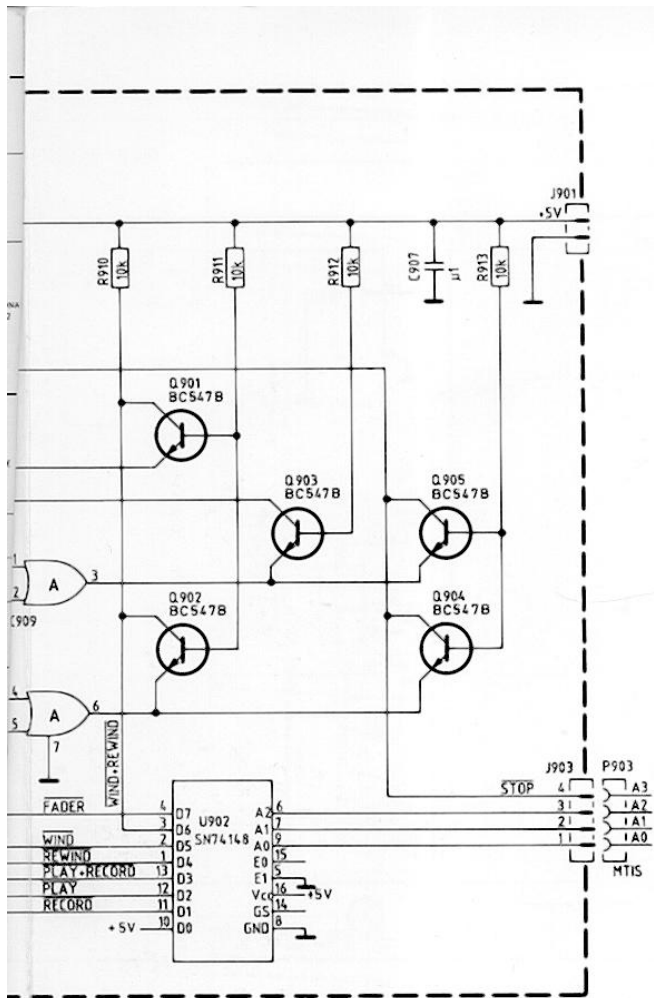 J901
+5V
R910
10k
R911
10k
R912
10k
C907
µ1
R913
10k
Q901
BC547B
Q903
BC547B
Q905
BC547B
1
2
A
3
C909
Q902
BC547B
Q904
BC547B
4
5
A
6
7
WIND+REWIND
J903
P903
STOP
4
A3
3
A2
2
A1
1
A0
MTIS
U902
SN74148
FADER
4
D7
3
D6
WIND
2
D5
REWIND
1
D4
PLAY+RECORD
13
D3
PLAY
12
D2
RECORD
11
D1
+5V
10
D0
A2
6
A1
7
A0
9
E0
15
E1
5
Vcc
16
+5V
GS
14
GND
8